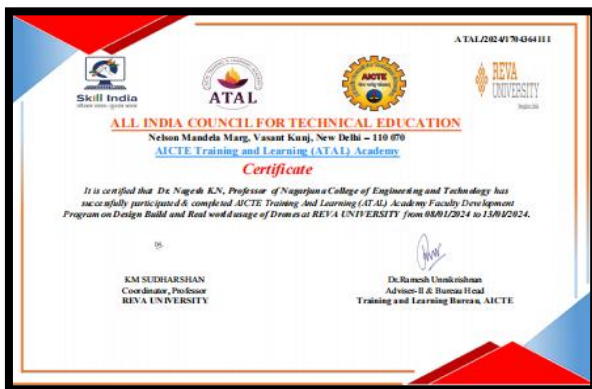 ATAL/2024/1704364111
Skill India
ATAL
AICTE
REVA
UNIVERSITY
Bengaluru, India
ALL INDIA COUNCIL FOR TECHNICAL EDUCATION
Nelson Mandela Marg, Vasant Kunj, New Delhi – 110 070
AICTE Training and Learning (ATAL) Academy
Certificate
It is certified that Dr. Nagesh K.N, Professor of Nagarjuna College of Engineering and Technology has
successfully participated & completed AICTE Training And Learning (ATAL) Academy Faculty Development
Program on Design Build and Real world usage of Drones at REVA UNIVERSITY from 08/01/2024 to 13/01/2024.
KM SUDHARSHAN
Coordinator, Professor
REVA UNIVERSITY
Dr.Ramesh Unnikrishnan
Adviser-II & Bureau Head
Training and Learning Bureau, AICTE